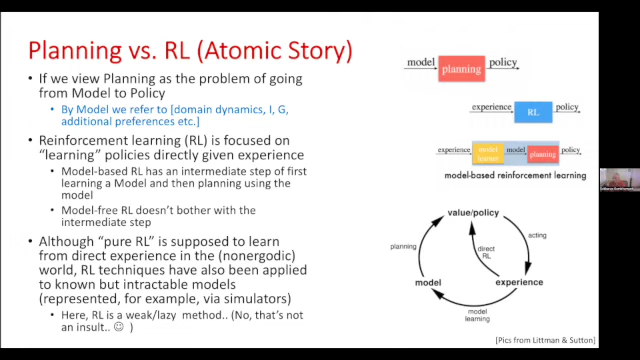 Planning vs. RL (Atomic Story)
• If we view Planning as the problem of going
from Model to Policy
• By Model we refer to [domain dynamics, I, G,
additional preferences etc.]
• Reinforcement learning (RL) is focused on
"learning" policies directly given experience
• Model-based RL has an intermediate step of first
learning a Model and then planning using the
model
• Model-free RL doesn't bother with the
intermediate step
• Although "pure RL" is supposed to learn
from direct experience in the (nonergodic)
world, RL techniques have also been applied
to known but intractable models
(represented, for example, via simulators)
• Here, RL is a weak/lazy method.. (No, that's not
an insult.. ☺ )
model planning policy
experience RL policy
experience model learner model planning policy
model-based reinforcement learning
value/policy
planning
acting
direct
RL
model
experience
model
learning
[Pics from Littman & Sutton]